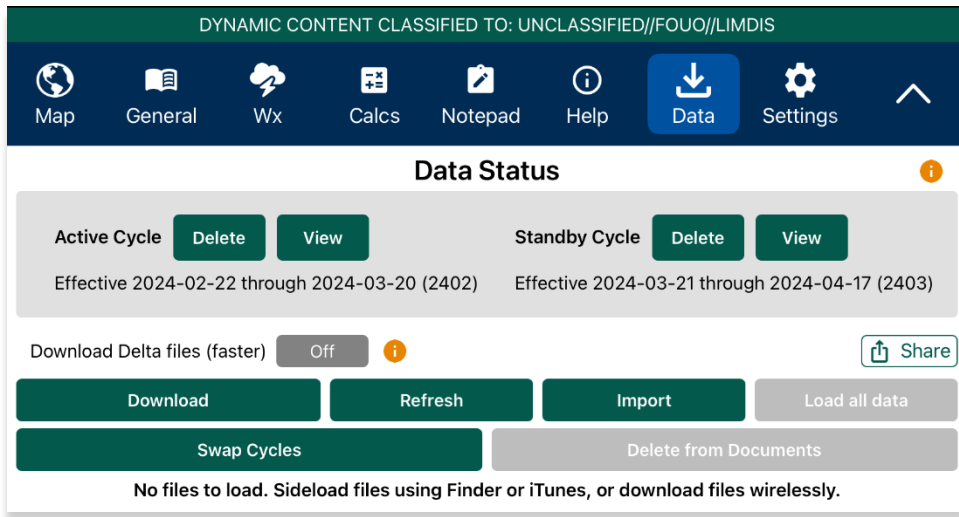 DYNAMIC CONTENT CLASSIFIED TO: UNCLASSIFIED//FOUO//LIMDIS
Map General Wx Calcs Notepad Help Data Settings
Data Status
Active Cycle Delete View Standby Cycle Delete View
Effective 2024-02-22 through 2024-03-20 (2402) Effective 2024-03-21 through 2024-04-17 (2403)
Download Delta files (faster) Off Share
Download Refresh Import Load all data
Swap Cycles Delete from Documents
No files to load. Sideload files using Finder or iTunes, or download files wirelessly.